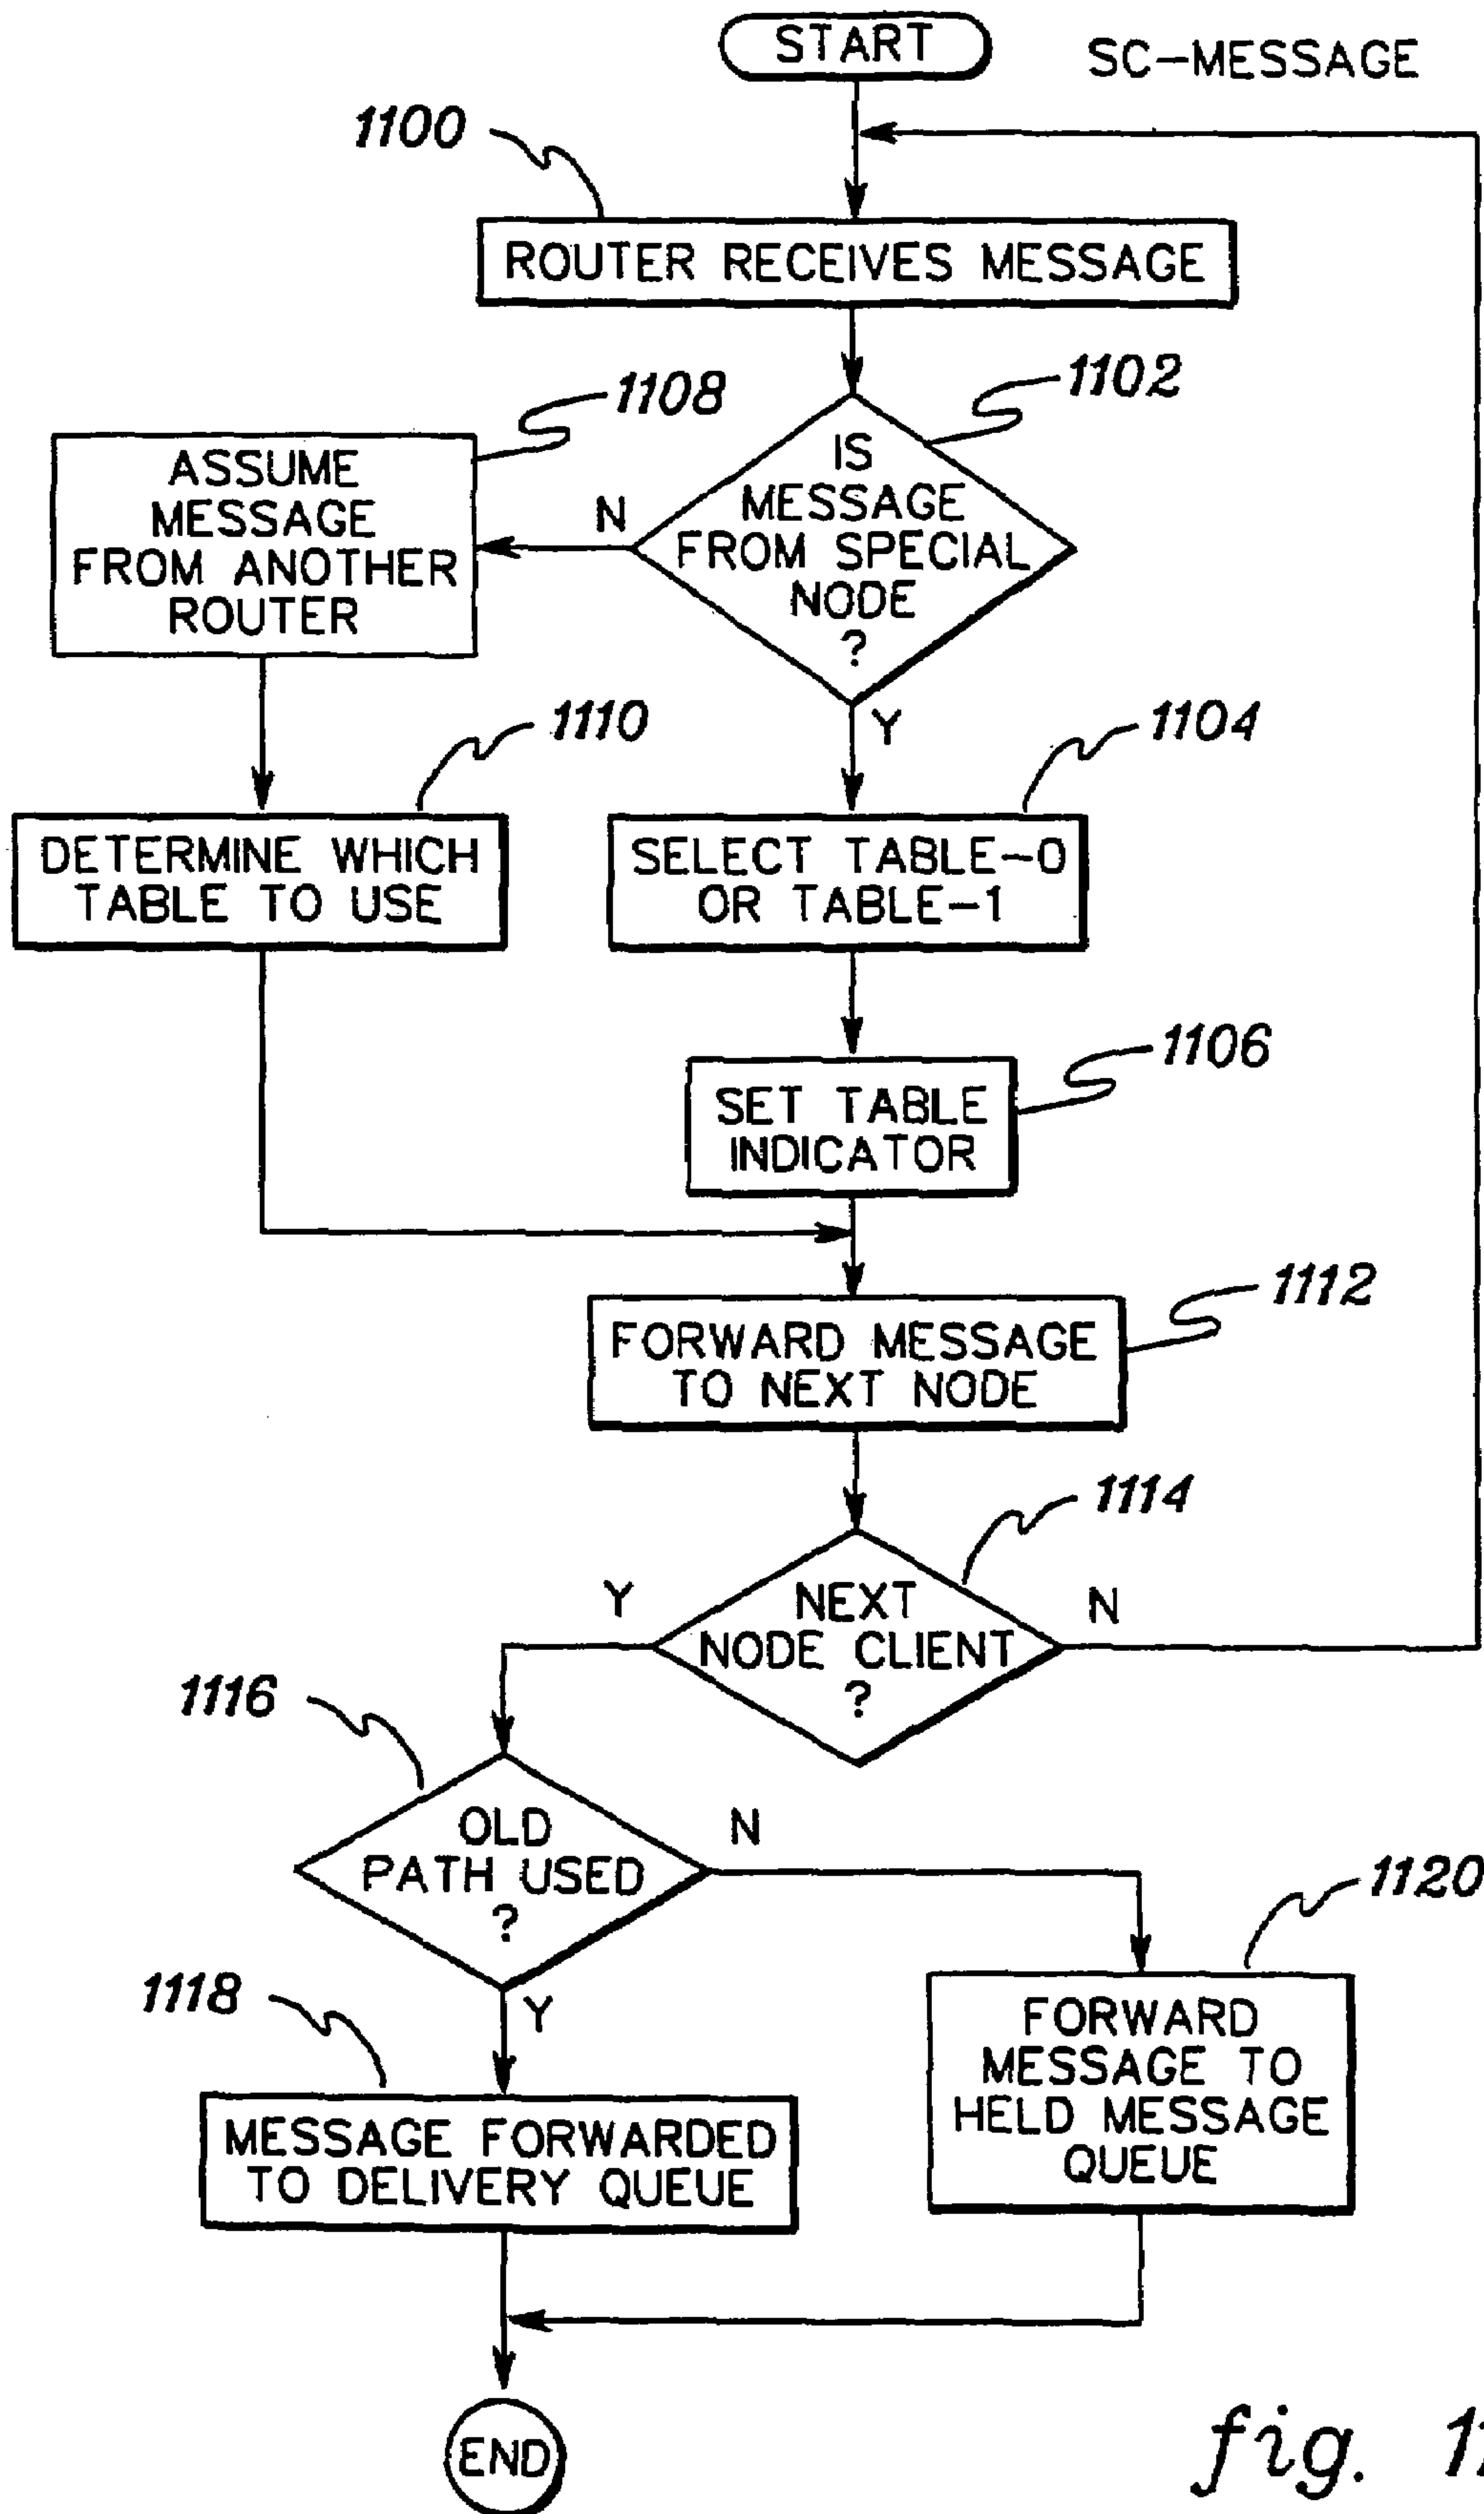 START
SC-MESSAGE
1100
ROUTER RECEIVES MESSAGE
1102
1108
IS
MESSAGE
FROM SPECIAL
NODE
?
N
Y
ASSUME
MESSAGE
FROM ANOTHER
ROUTER
1110
1104
DETERMINE WHICH
TABLE TO USE
SELECT TABLE-0
OR TABLE-1
1106
SET TABLE
INDICATOR
1112
FORWARD MESSAGE
TO NEXT NODE
1114
NEXT
NODE CLIENT
?
Y
N
1116
OLD
PATH USED
?
N
Y
1120
1118
FORWARD
MESSAGE TO
HELD MESSAGE
QUEUE
MESSAGE FORWARDED
TO DELIVERY QUEUE
END
fig. 11